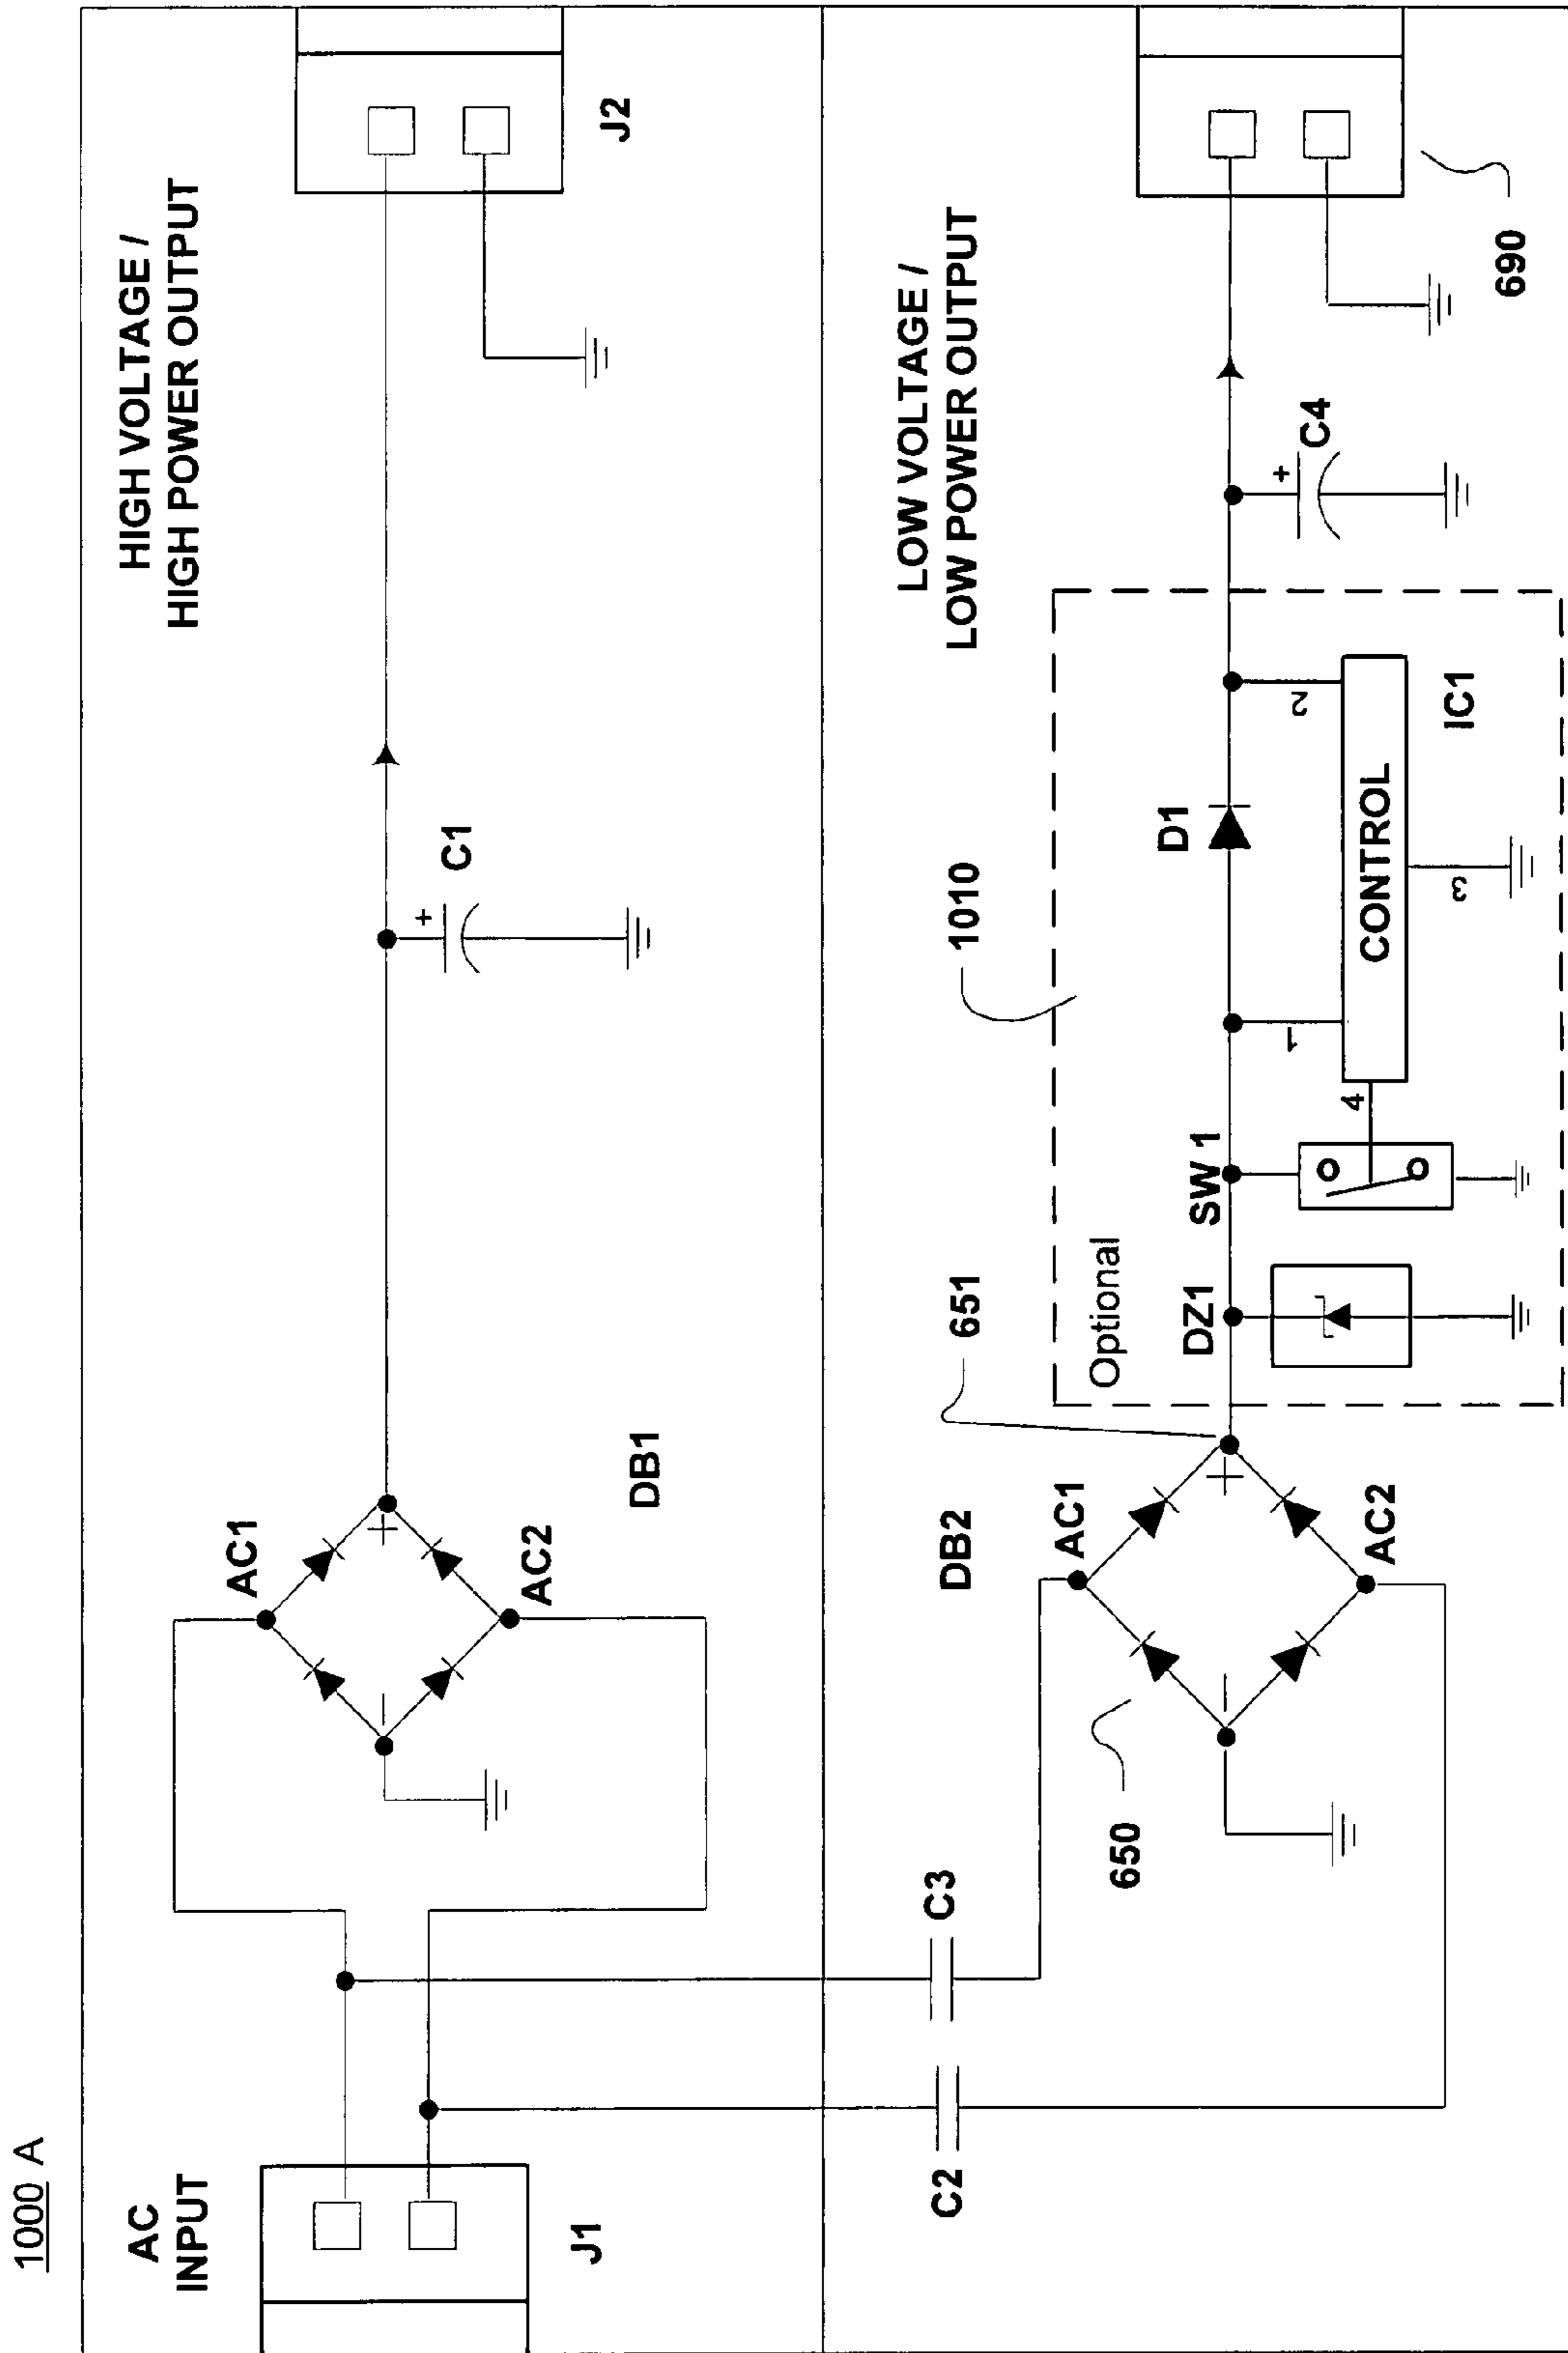 1000 A
AC
INPUT
J1
AC1
AC2
DB1
+
−
+
C1
HIGH VOLTAGE /
HIGH POWER OUTPUT
J2
C2
C3
650
DB2
AC1
AC2
+
−
651
Optional
DZ1
SW 1
1010
D1
1
2
3
4
CONTROL
IC1
+
C4
LOW VOLTAGE /
LOW POWER OUTPUT
690